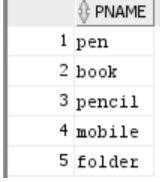 PNAME
1 pen
2 book
3 pencil
4 mobile
5 folder